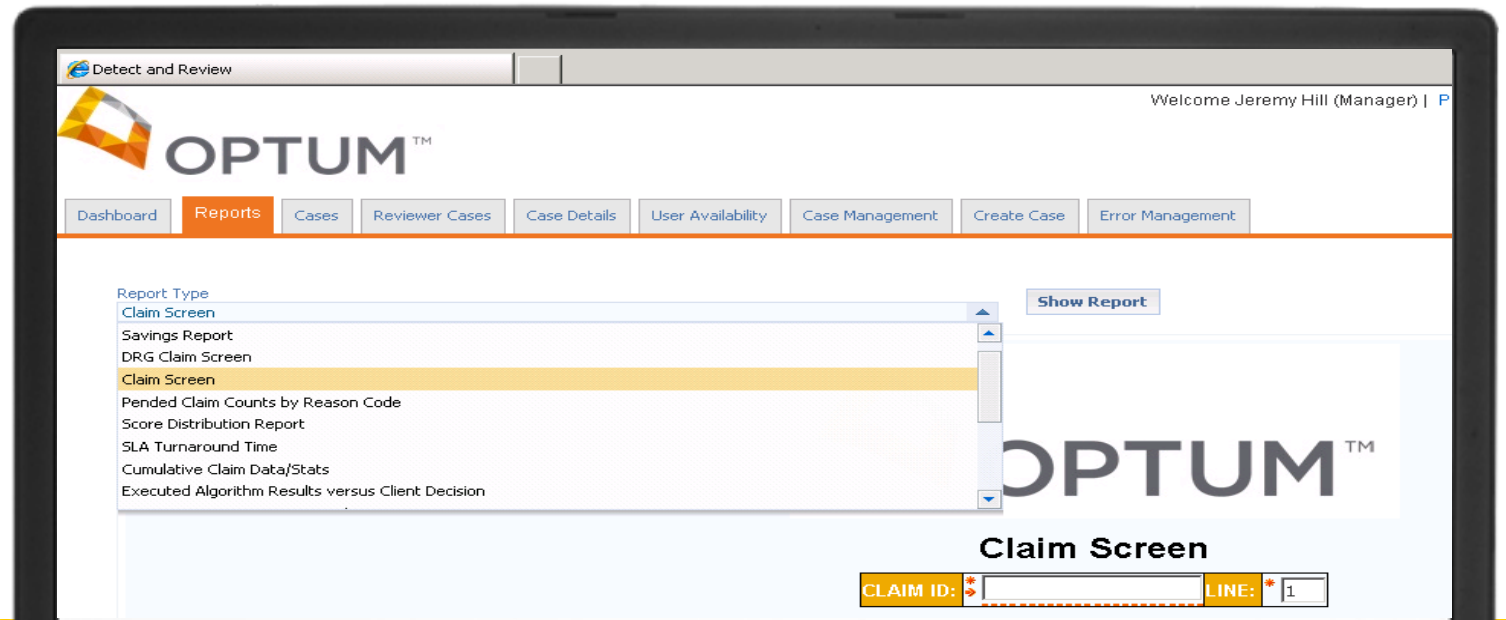 Detect and Review
Welcome Jeremy Hill (Manager) | P
OPTUM™
Dashboard Reports Cases Reviewer Cases Case Details User Availability Case Management Create Case Error Management
Report Type
Claim Screen
Show Report
Savings Report
DRG Claim Screen
Claim Screen
Pended Claim Counts by Reason Code
Score Distribution Report
SLA Turnaround Time
Cumulative Claim Data/Stats
Executed Algorithm Results versus Client Decision
OPTUM™
Claim Screen
CLAIM ID: * LINE: * 1